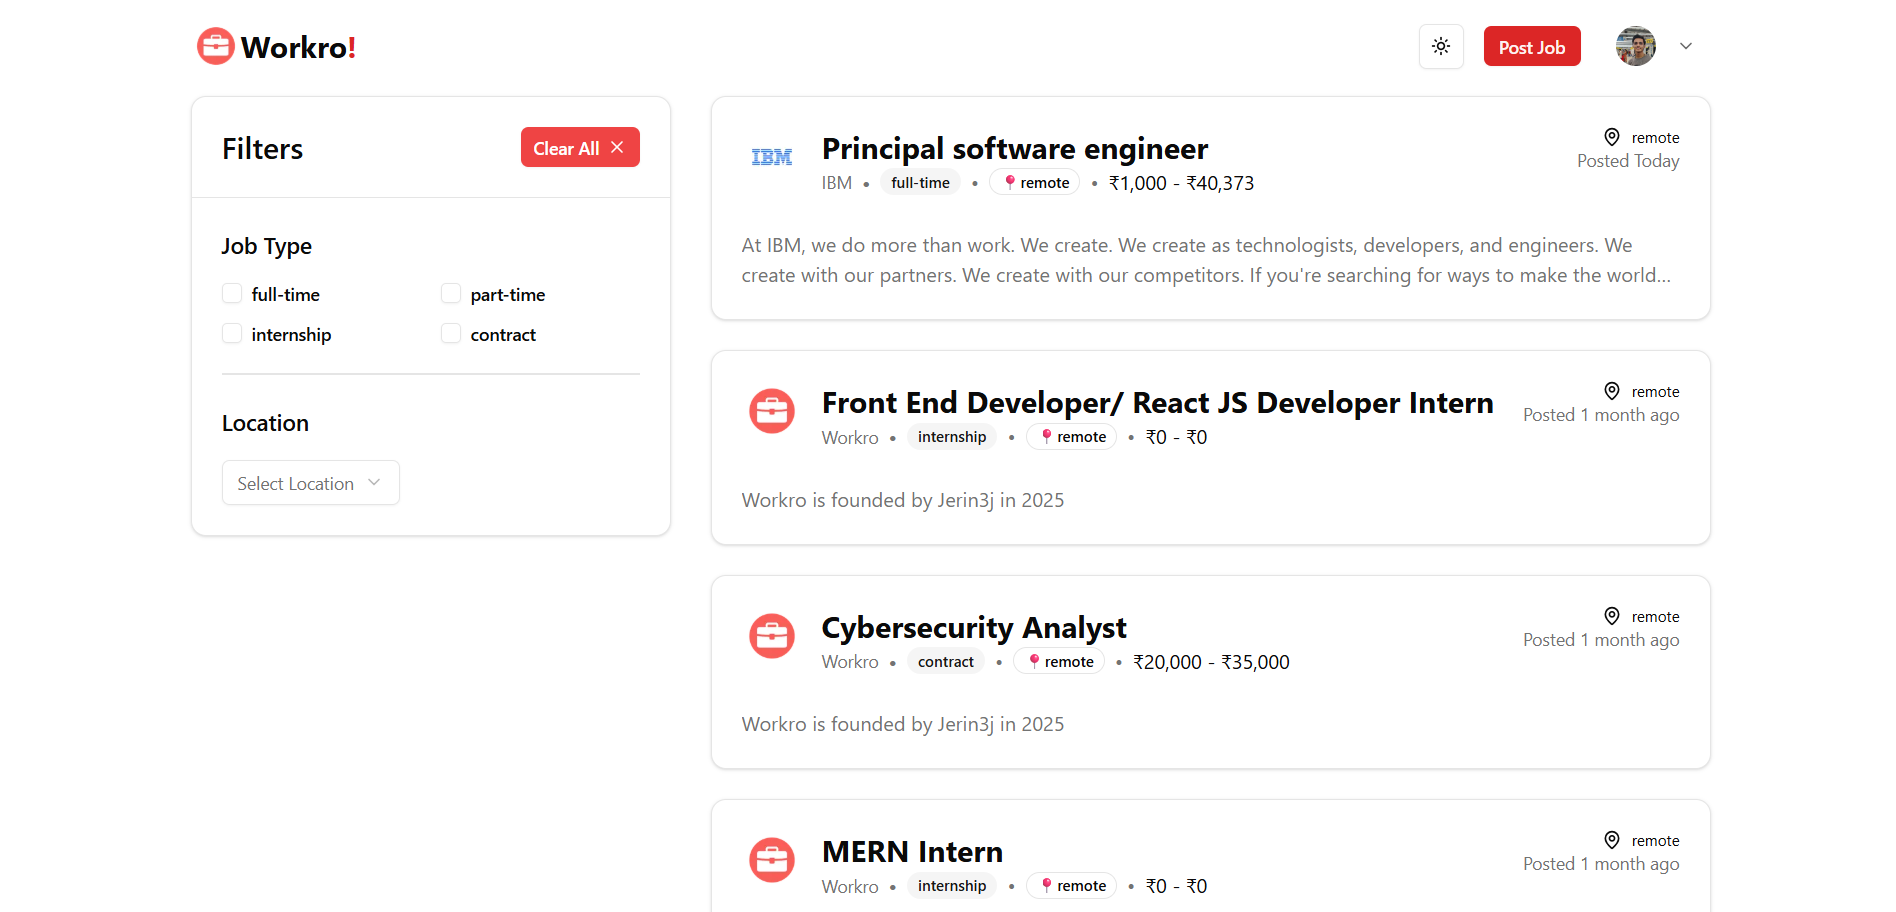 Workro!
Post Job
Filters
Clear All
Job Type
full-time
part-time
internship
contract
Location
Select Location
IBM
Principal software engineer
IBM • full-time • remote • ₹1,000 - ₹40,373
remote
Posted Today
At IBM, we do more than work. We create. We create as technologists, developers, and engineers. We
create with our partners. We create with our competitors. If you're searching for ways to make the world...
Front End Developer/ React JS Developer Intern
Workro • internship • remote • ₹0 - ₹0
remote
Posted 1 month ago
Workro is founded by Jerin3j in 2025
Cybersecurity Analyst
Workro • contract • remote • ₹20,000 - ₹35,000
remote
Posted 1 month ago
Workro is founded by Jerin3j in 2025
MERN Intern
Workro • internship • remote • ₹0 - ₹0
remote
Posted 1 month ago